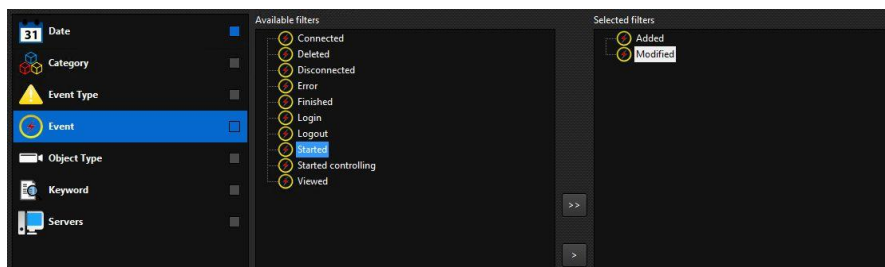 31
Date
Category
Event Type
Event
Object Type
Keyword
Servers
Available filters
Connected
Deleted
Disconnected
Error
Finished
Login
Logout
Started
Started controlling
Viewed
>>
>
Selected filters
Added
Modified